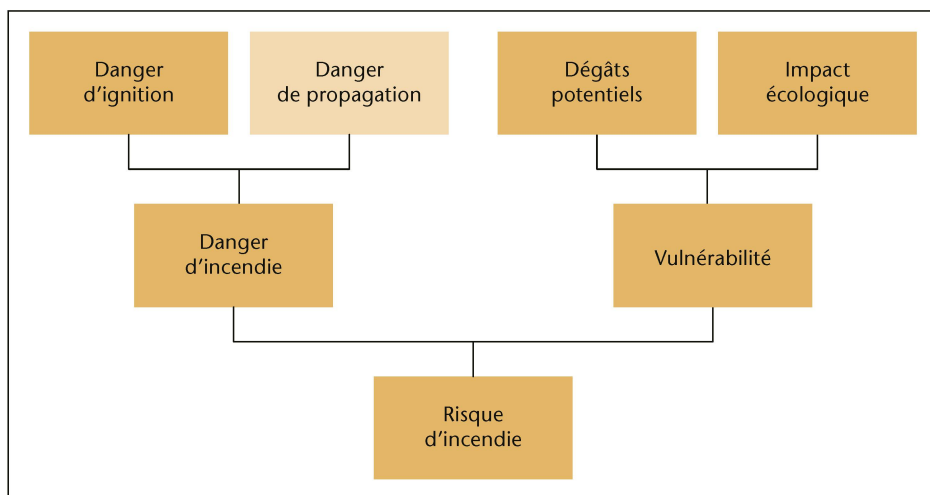 Danger
d’ignition
Danger
de propagation
Dégâts
potentiels
Impact
écologique
Danger
d’incendie
Vulnérabilité
Risque
d’incendie